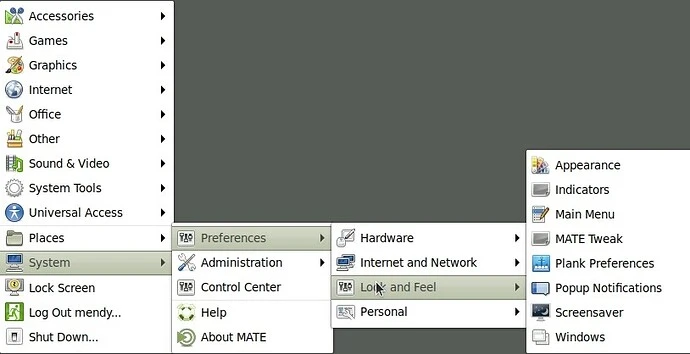 Accessories
Games
Graphics
Internet
Office
Other
Sound & Video
System Tools
Universal Access
Places
System
Lock Screen
Log Out mendy...
Shut Down...
Preferences
Administration
Control Center
Help
About MATE
Hardware
Internet and Network
Look and Feel
Personal
Appearance
Indicators
Main Menu
MATE Tweak
Plank Preferences
Popup Notifications
Screensaver
Windows